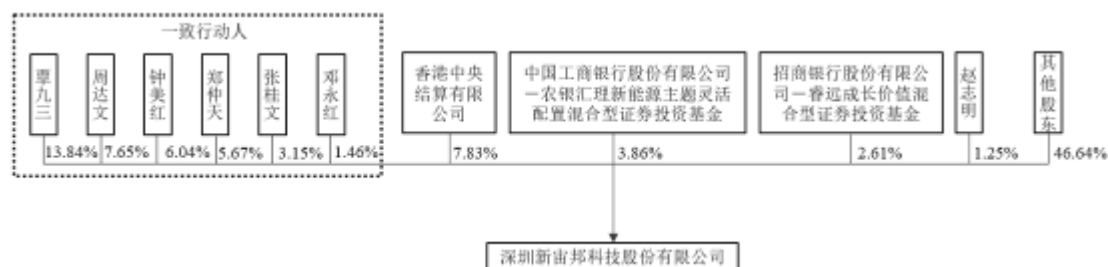 一致行动人
覃九三
周达文
钟美红
郑仲天
张桂文
邓永红
香港中央
结算有限
公司
中国工商银行股份有限公司
－农银汇理新能源主题灵活
配置混合型证券投资基金
招商银行股份有限公
司－睿远成长价值混
合型证券投资基金
赵志明
其他股东
13.84%
7.65%
6.04%
5.67%
3.15%
1.46%
7.83%
3.86%
2.61%
1.25%
46.64%
深圳新宙邦科技股份有限公司